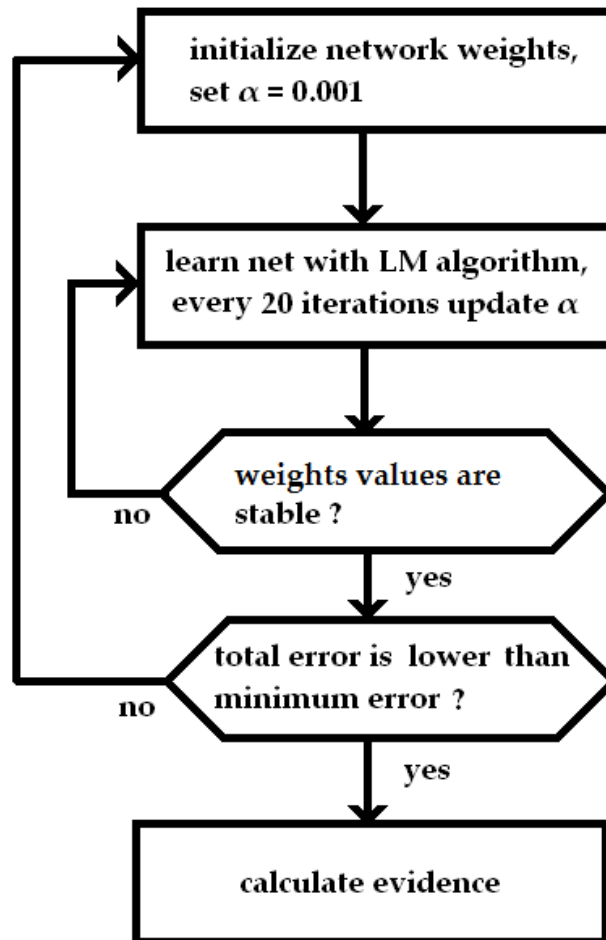 initialize network weights,
set α = 0.001
learn net with LM algorithm,
every 20 iterations update α
weights values are
stable ?
no
yes
total error is lower than
minimum error ?
no
yes
calculate evidence